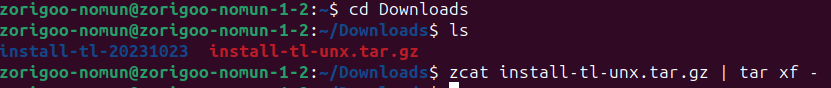 zorigoo-nomun@zorigoo-nomun-1-2:~$ cd Downloads
zorigoo-nomun@zorigoo-nomun-1-2:~/Downloads$ ls
install-tl-20231023  install-tl-unx.tar.gz
zorigoo-nomun@zorigoo-nomun-1-2:~/Downloads$ zcat install-tl-unx.tar.gz | tar xf -